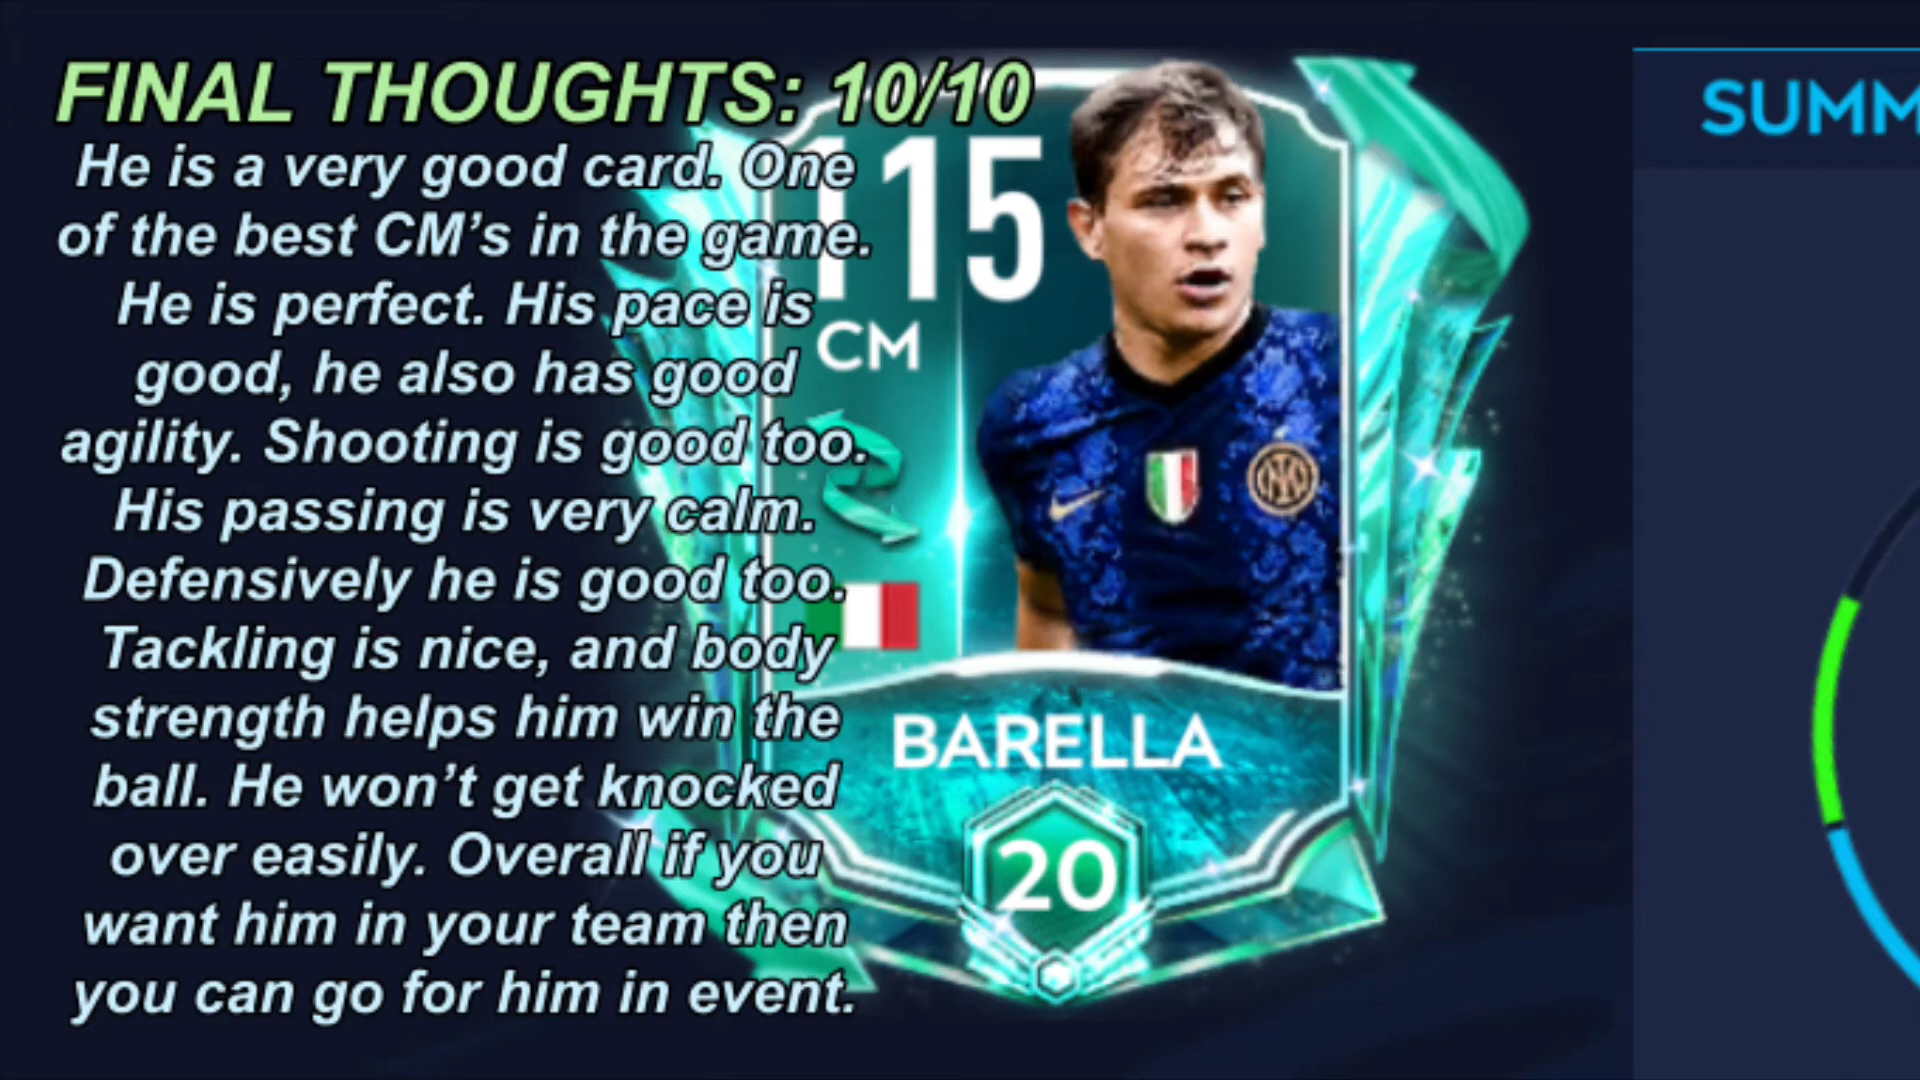 FINAL THOUGHTS: 10/10
He is a very good card. One
of the best CM’s in the game.
He is perfect. His pace is
good, he also has good
agility. Shooting is good too.
His passing is very calm.
Defensively he is good too.
Tackling is nice, and body
strength helps him win the
ball. He won’t get knocked
over easily. Overall if you
want him in your team then
you can go for him in event.
115
CM
BARELLA
20
SUMM